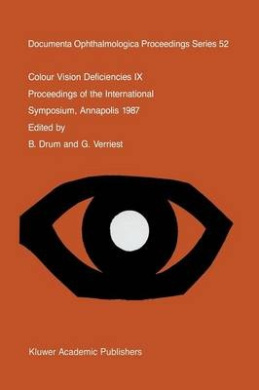 Documenta Ophthalmologica Proceedings Series 52
Colour Vision Deficiencies IX
Proceedings of the International
Symposium, Annapolis 1987
Edited by
B. Drum and G. Verriest
Kluwer Academic Publishers